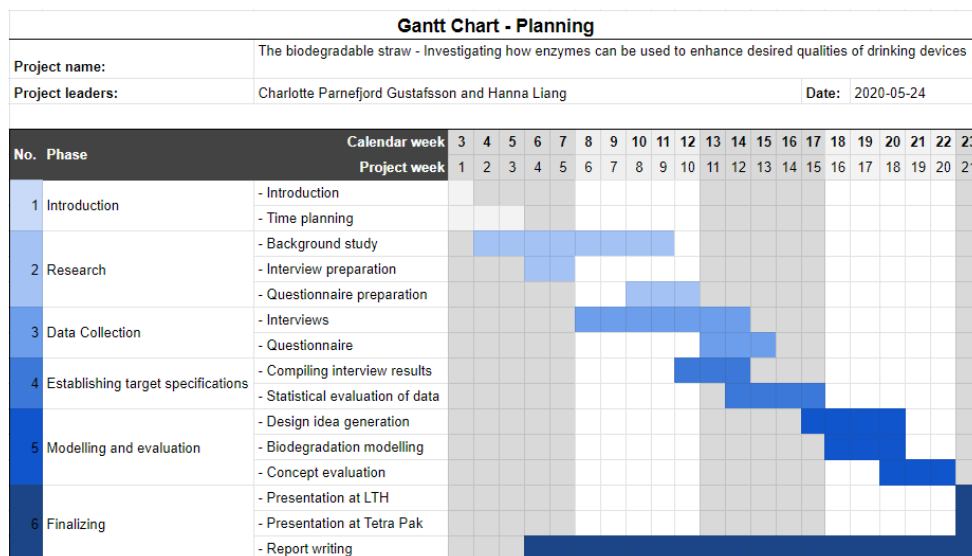 Gantt Chart - Planning
The biodegradable straw - Investigating how enzymes can be used to enhance desired qualities of drinking devices
Project name:
Project leaders: Charlotte Parnefjord Gustafsson and Hanna Liang Date: 2020-05-24
No. Phase
Calendar week 3 4 5 6 7 8 9 10 11 12 13 14 15 16 17 18 19 20 21 22 23
Project week 1 2 3 4 5 6 7 8 9 10 11 12 13 14 15 16 17 18 19 20 21
1 Introduction
- Introduction
- Time planning
2 Research
- Background study
- Interview preparation
- Questionnaire preparation
3 Data Collection
- Interviews
- Questionnaire
4 Establishing target specifications
- Compiling interview results
- Statistical evaluation of data
5 Modelling and evaluation
- Design idea generation
- Biodegradation modelling
- Concept evaluation
6 Finalizing
- Presentation at LTH
- Presentation at Tetra Pak
- Report writing